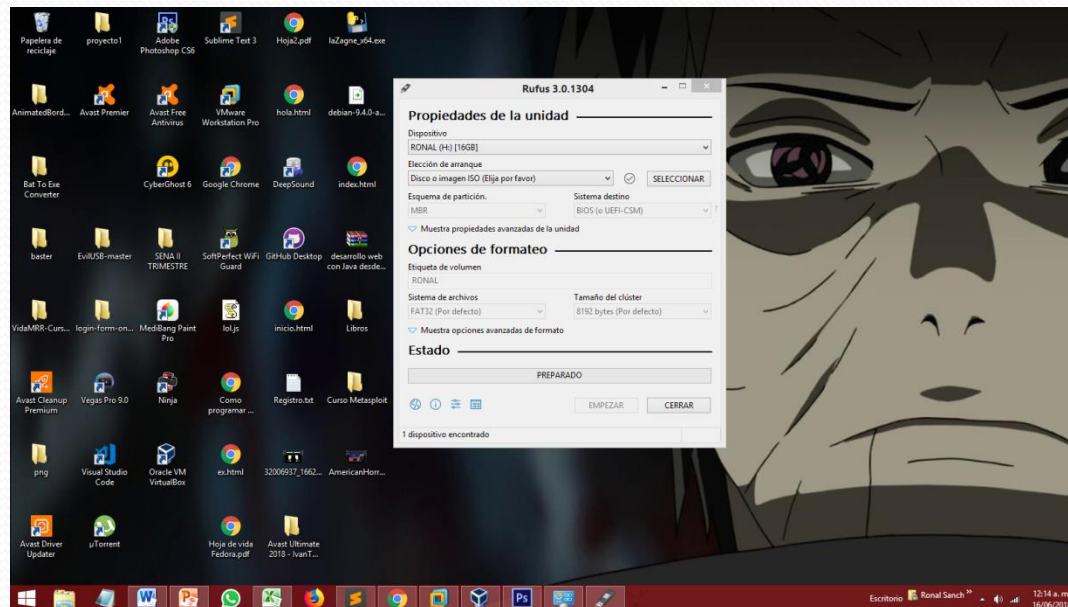 Papelera de reciclaje
proyecto1
Adobe Photoshop CS6
Sublime Text 3
Hoja2.pdf
laZagne_x64.exe
AnimatedBord...
Avast Premier
Avast Free Antivirus
VMware Workstation Pro
hola.html
debian-9.4.0-a...
Bat To Exe Converter
CyberGhost 6
Google Chrome
DeepSound
index.html
baster
EvilUSB-master
SENA II TRIMESTRE
SoftPerfect WiFi Guard
GitHub Desktop
desarrollo web con Java desde...
VidaMRR-Curs...
login-form-on...
MediBang Paint Pro
lol.js
inicio.html
Libros
Avast Cleanup Premium
Vegas Pro 9.0
Ninja
Como programar ...
Registro.txt
Curso Metasploit
png
Visual Studio Code
Oracle VM VirtualBox
ex.html
32006937_1662...
AmericanHorr...
Avast Driver Updater
µTorrent
Hoja de vida Fedora.pdf
Avast Ultimate 2018 - IvanT...
Rufus 3.0.1304
Propiedades de la unidad
Dispositivo
RONAL (H:) [16GB]
Elección de arranque
Disco o imagen ISO (Elija por favor)
SELECCIONAR
Esquema de partición.
Sistema destino
MBR
BIOS (o UEFI-CSM)
?
Muestra propiedades avanzadas de la unidad
Opciones de formateo
Etiqueta de volumen
RONAL
Sistema de archivos
Tamaño del clúster
FAT32 (Por defecto)
8192 bytes (Por defecto)
Muestra opciones avanzadas de formato
Estado
PREPARADO
EMPEZAR
CERRAR
1 dispositivo encontrado
Escritorio
Ronal Sanch
12:14 a. m.